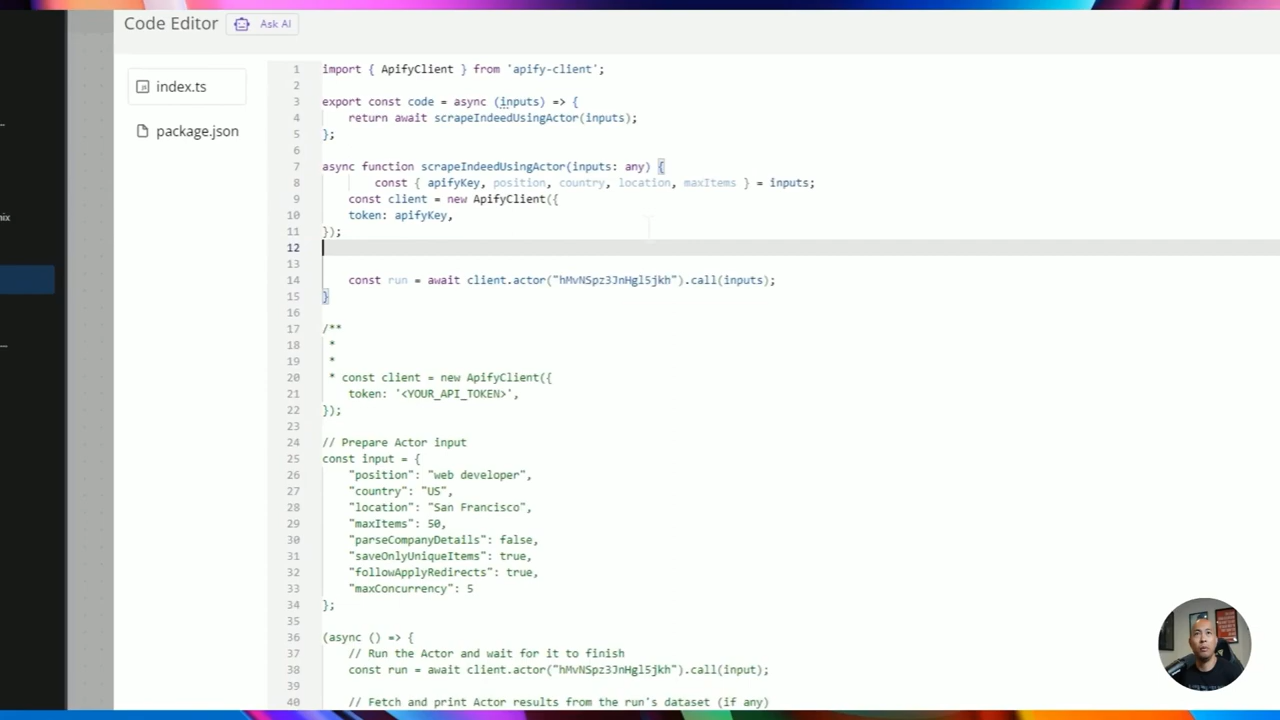 Code Editor
Ask AI
index.ts
package.json
1 import { ApifyClient } from 'apify-client';
2
3 export const code = async (inputs) => {
4 return await scrapeIndeedUsingActor(inputs);
5 };
6
7 async function scrapeIndeedUsingActor(inputs: any) {
8 const { apifyKey, position, country, location, maxItems } = inputs;
9 const client = new ApifyClient({
10 token: apifyKey,
11 });
12
13
14 const run = await client.actor("hMvNSpz3JnHgl5jkh").call(inputs);
15 }
16
17 /**
18 *
19 *
20 * const client = new ApifyClient({
21 token: '<YOUR_API_TOKEN>',
22 });
23
24 // Prepare Actor input
25 const input = {
26 "position": "web developer",
27 "country": "US",
28 "location": "San Francisco",
29 "maxItems": 50,
30 "parseCompanyDetails": false,
31 "saveOnlyUniqueItems": true,
32 "followApplyRedirects": true,
33 "maxConcurrency": 5
34 };
35
36 (async () => {
37 // Run the Actor and wait for it to finish
38 const run = await client.actor("hMvNSpz3JnHgl5jkh").call(input);
39
40 // Fetch and print Actor results from the run's dataset (if any)